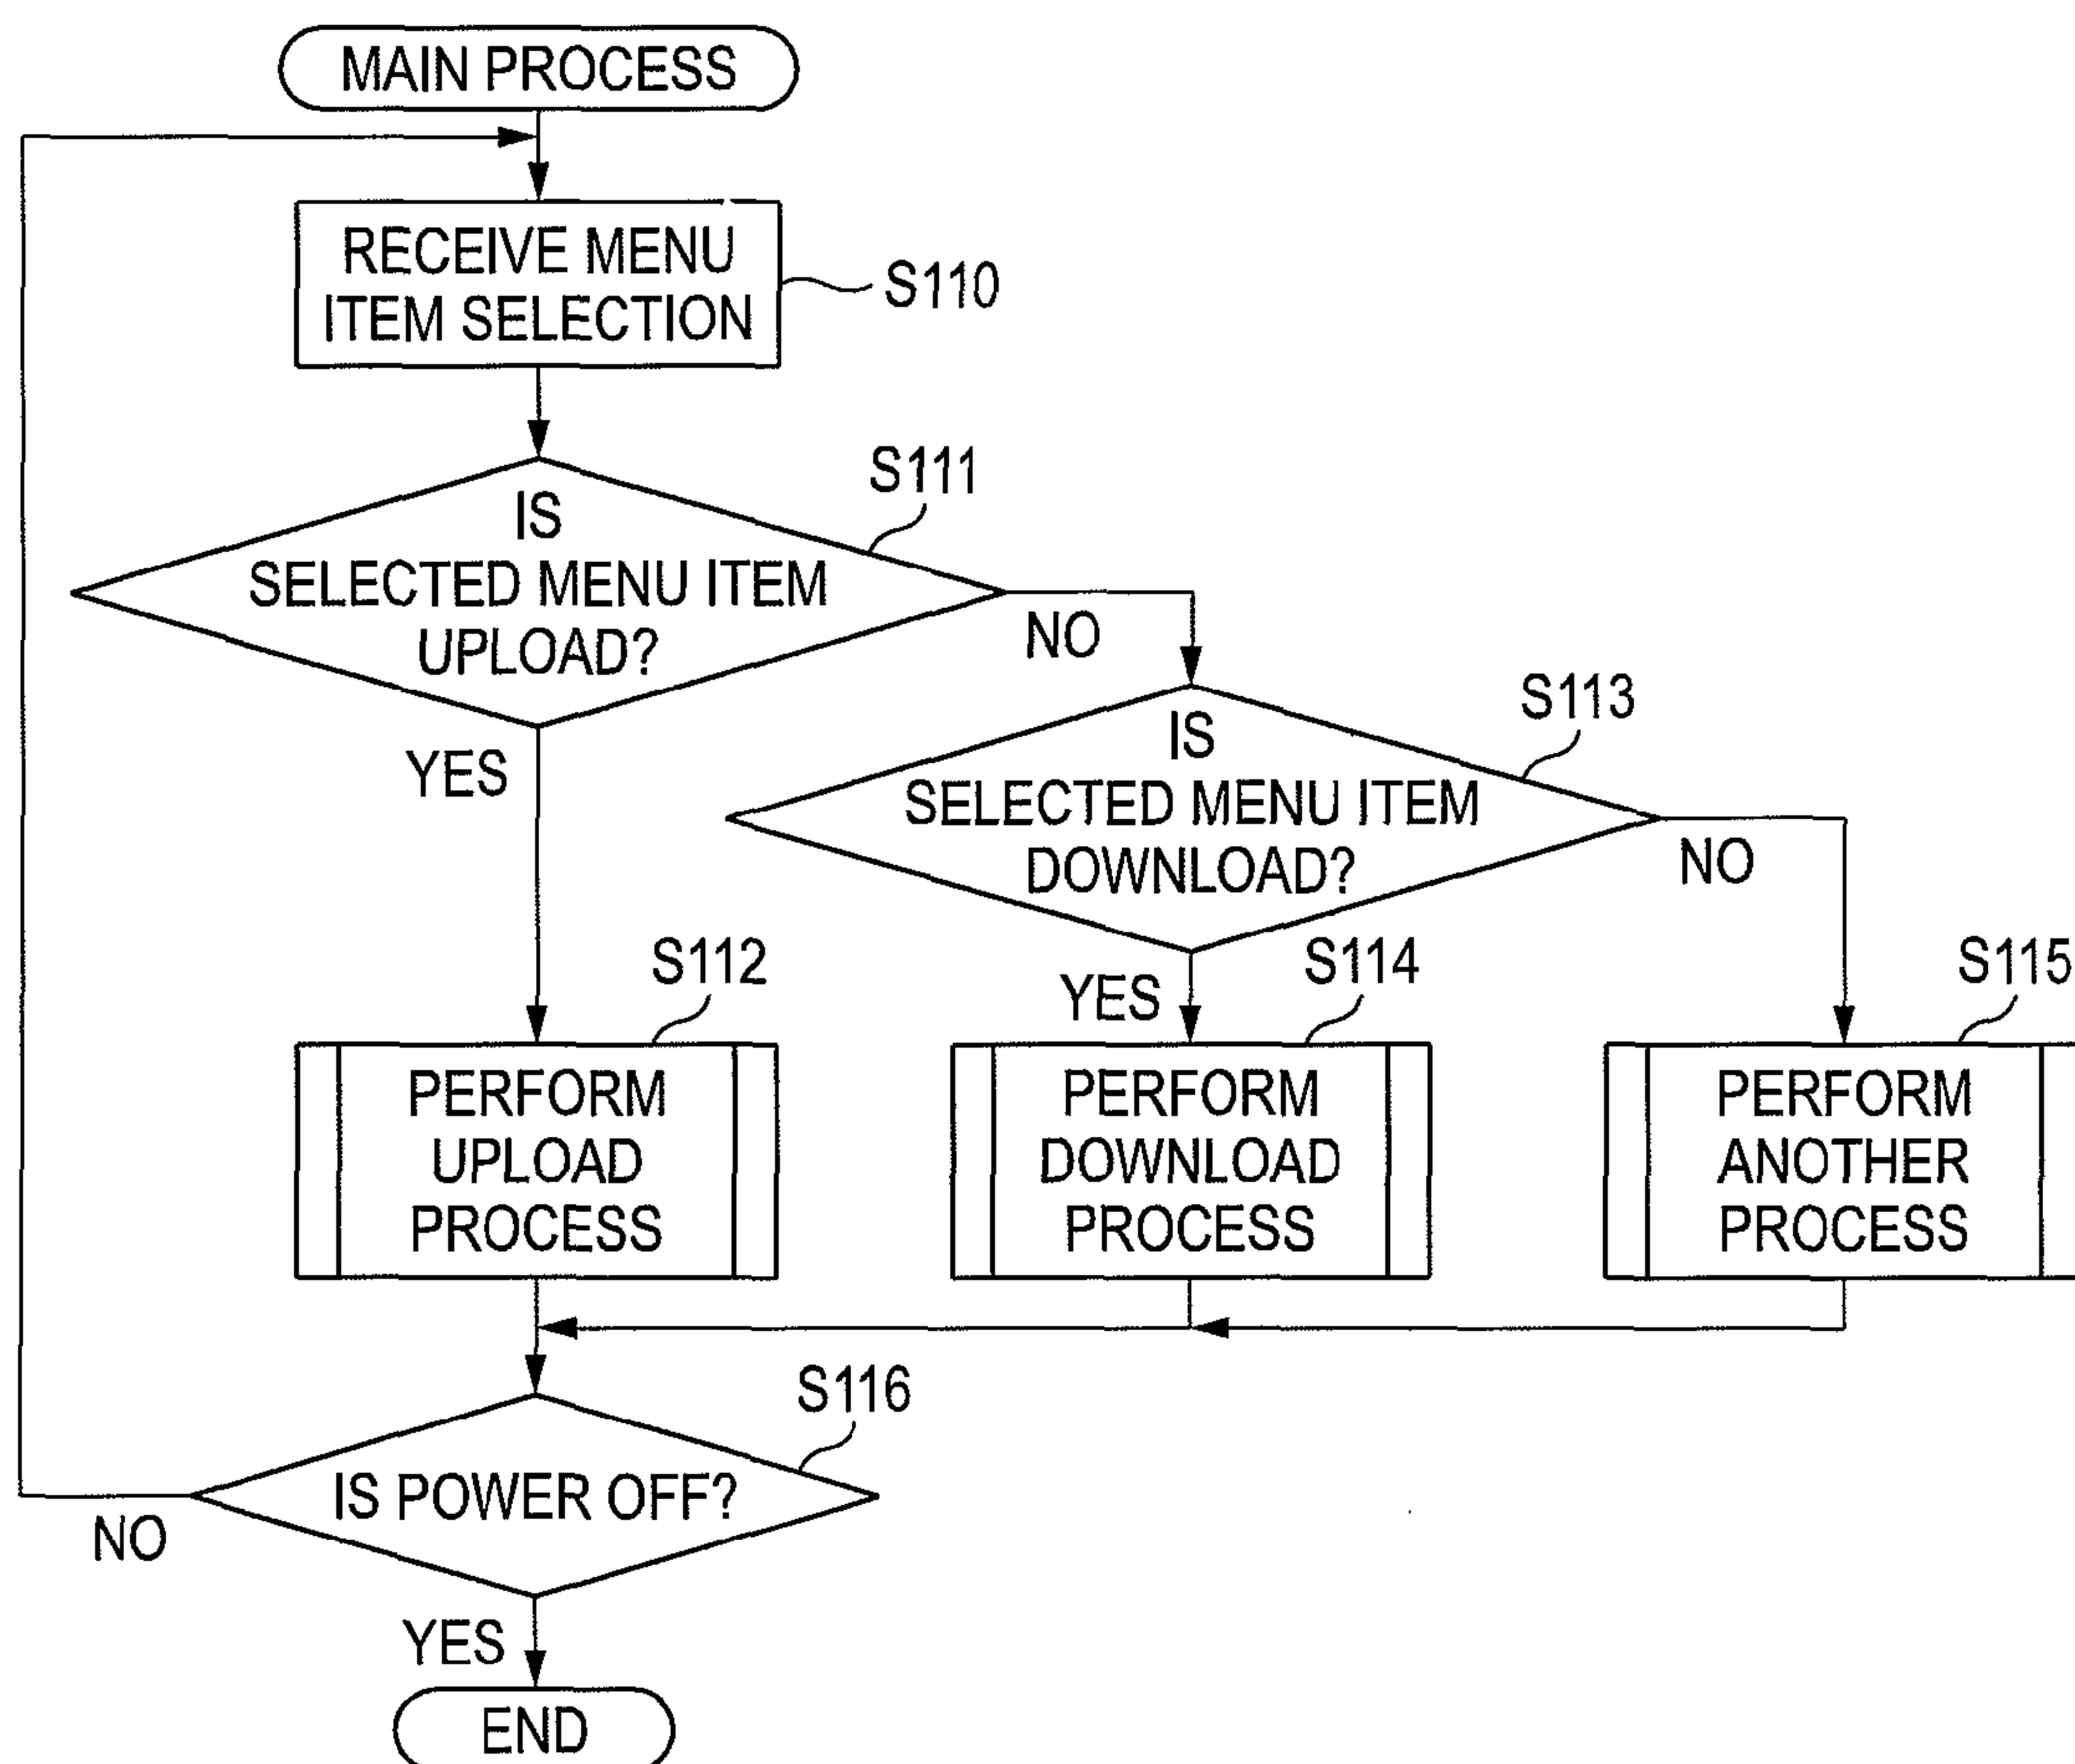 MAIN PROCESS
RECEIVE MENU
ITEM SELECTION
S110
S111
IS
SELECTED MENU ITEM
UPLOAD?
NO
YES
S113
IS
SELECTED MENU ITEM
DOWNLOAD?
NO
YES
S112
PERFORM
UPLOAD
PROCESS
S114
PERFORM
DOWNLOAD
PROCESS
S115
PERFORM
ANOTHER
PROCESS
S116
IS POWER OFF?
NO
YES
END